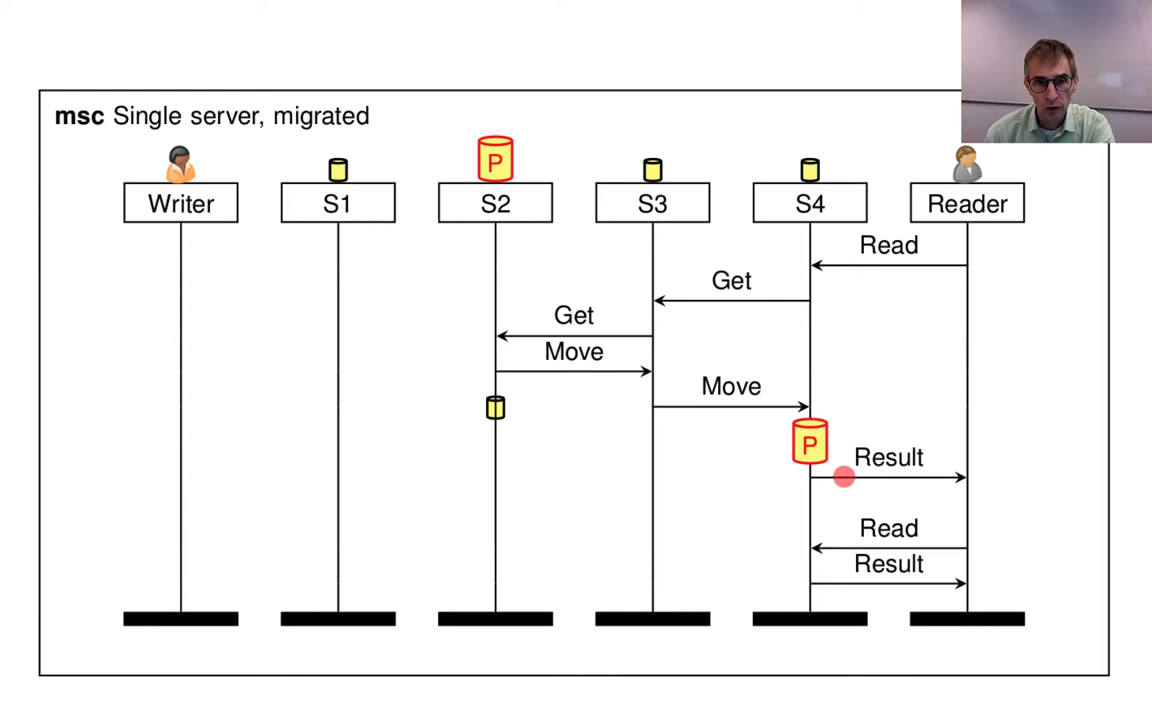 msc Single server, migrated
P
Writer
S1
S2
S3
S4
Reader
Read
Get
Get
Move
Move
P
Result
Read
Result